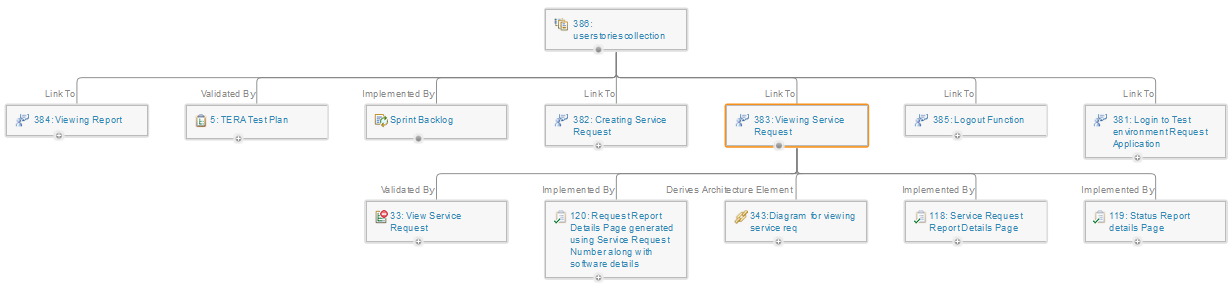 386:
userstoriescollection
Link To
Validated By
Implemented By
Link To
Link To
Link To
Link To
384: Viewing Report
5: TERA Test Plan
Sprint Backlog
382: Creating Service
Request
383: Viewing Service
Request
385: Logout Function
381: Login to Test
environment Request
Application
Validated By
Implemented By
Derives Architecture Element
Implemented By
Implemented By
33: View Service
Request
120: Request Report
Details Page generated
using Service Request
Number along with
software details
343:Diagram for viewing
service req
118: Service Request
Report Details Page
119: Status Report
details Page